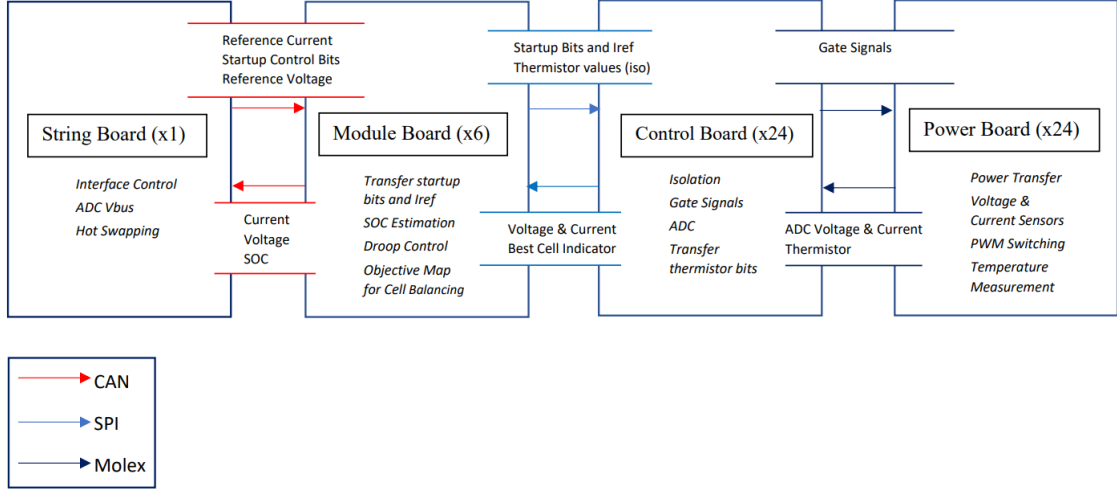 Reference Current
Startup Control Bits
Reference Voltage
Startup Bits and Iref
Thermistor values (iso)
Gate Signals
String Board (x1)
Module Board (x6)
Control Board (x24)
Power Board (x24)
Interface Control
ADC Vbus
Hot Swapping
Current
Voltage
SOC
Transfer startup
bits and Iref
SOC Estimation
Droop Control
Objective Map
for Cell Balancing
Voltage & Current
Best Cell Indicator
Isolation
Gate Signals
ADC
Transfer
thermistor bits
ADC Voltage & Current
Thermistor
Power Transfer
Voltage &
Current Sensors
PWM Switching
Temperature
Measurement
CAN
SPI
Molex